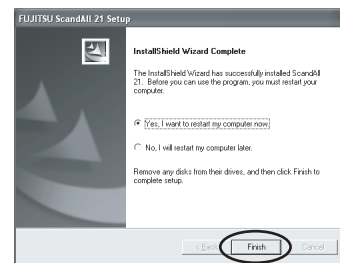 FUJITSU ScandAll 21 Setup
InstallShield Wizard Complete
The InstallShield Wizard has successfully installed ScandAll
21. Before you can use the program, you must restart your
computer.
Yes, I want to restart my computer now.
No, I will restart my computer later.
Remove any disks from their drives, and then click Finish to
complete setup.
< Back Finish Cancel